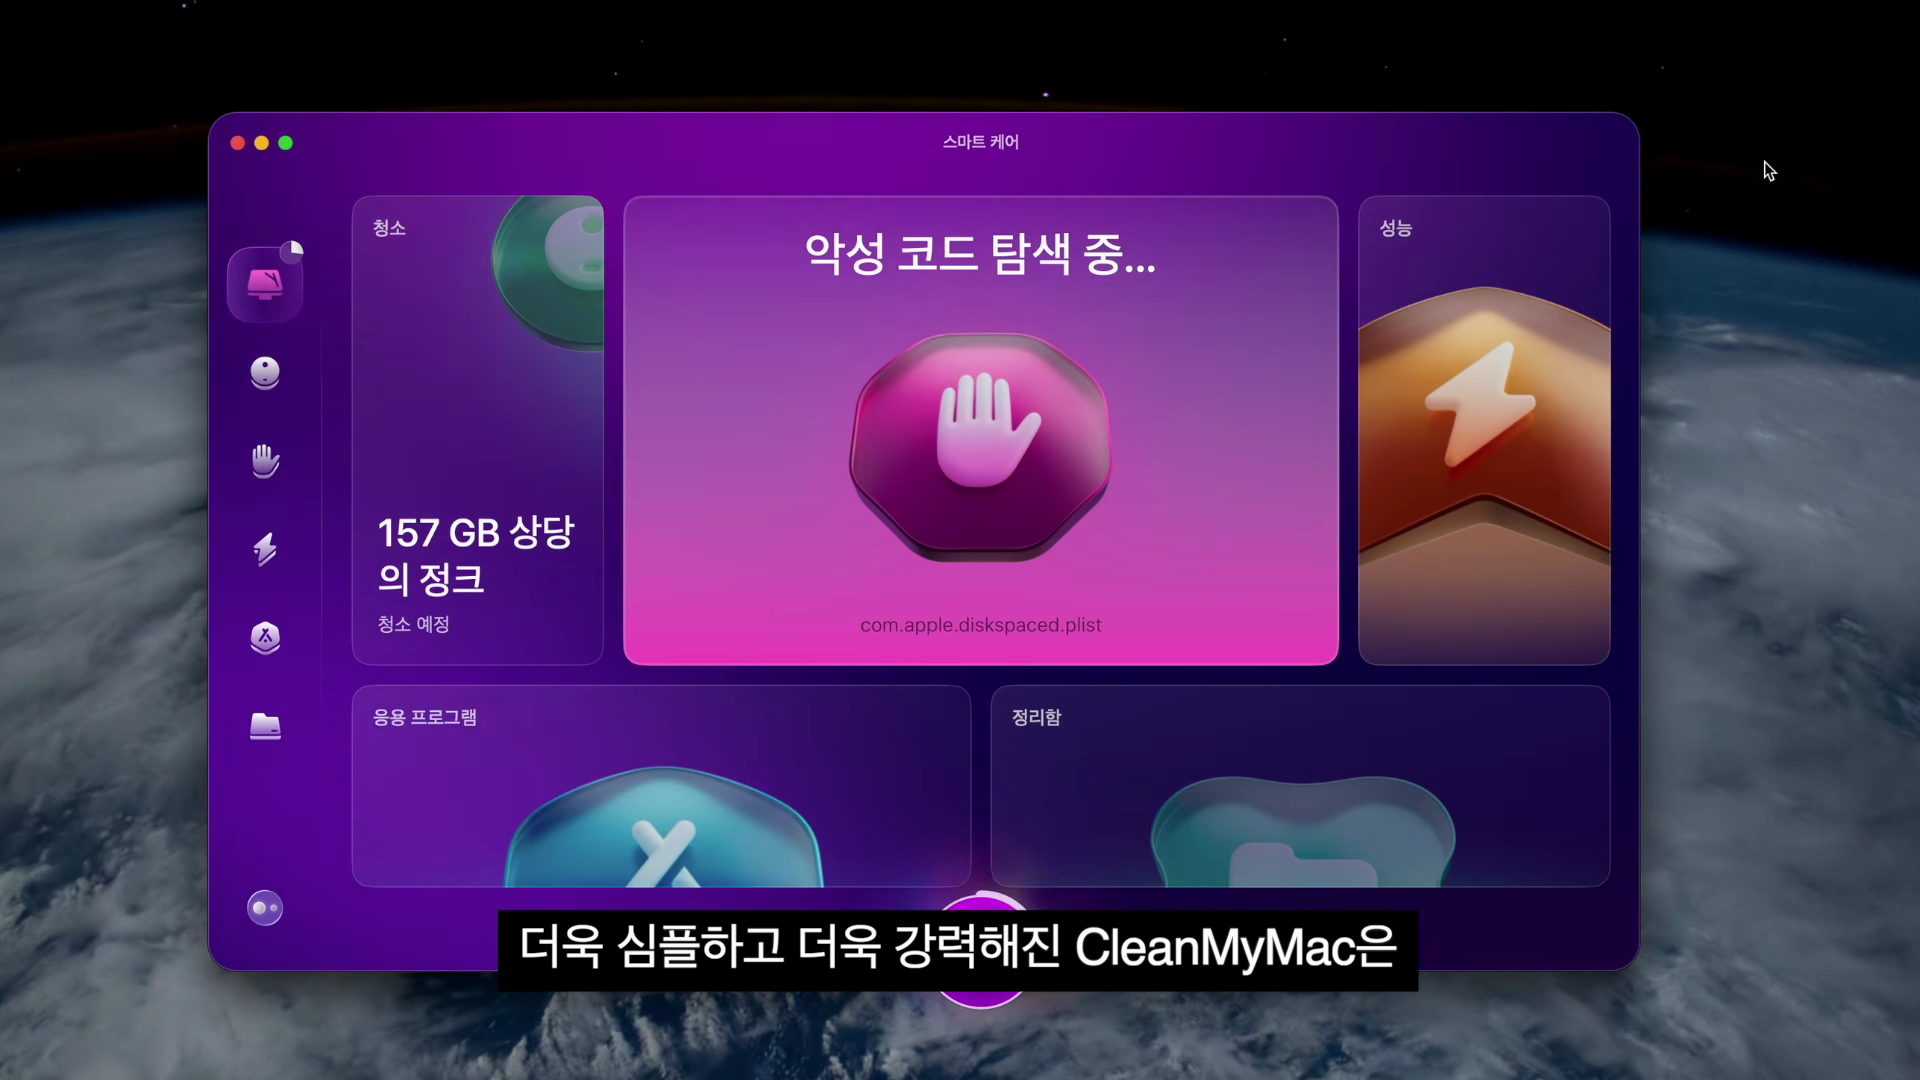 스마트 케어
청소
157 GB 상당
의 정크
청소 예정
악성 코드 탐색 중...
com.apple.diskspaced.plist
성능
응용 프로그램
정리함
더욱 심플하고 더욱 강력해진 CleanMyMac은